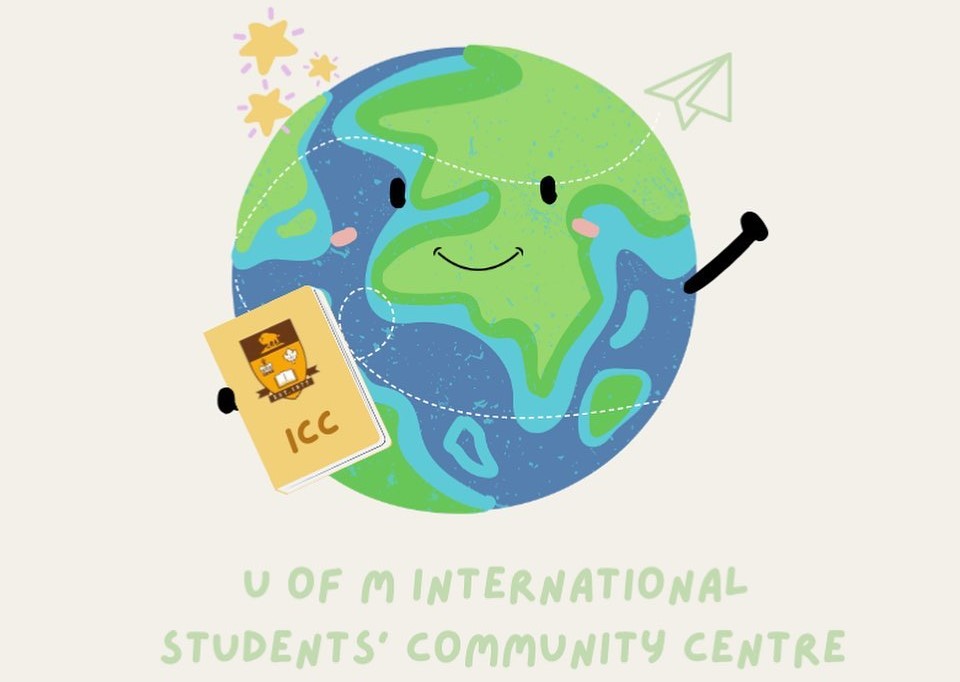 ICC
U OF M INTERNATIONAL
STUDENTS' COMMUNITY CENTRE